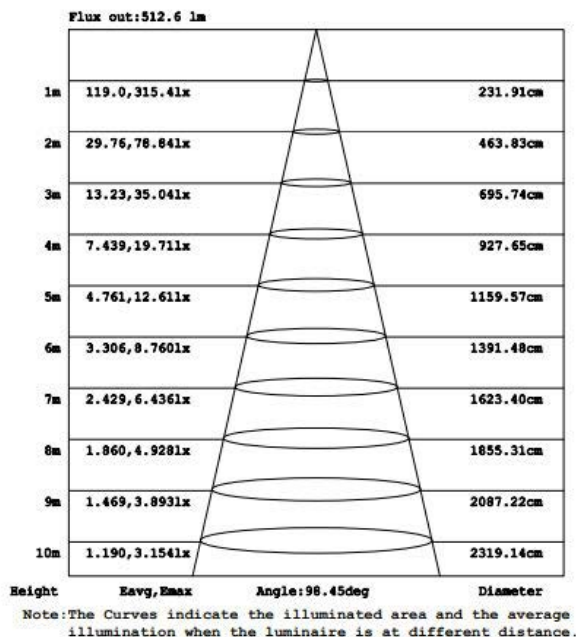 Flux out:512.6 lm
1m 119.0,315.4lx 231.91cm
2m 29.76,78.84lx 463.83cm
3m 13.23,35.04lx 695.74cm
4m 7.439,19.71lx 927.65cm
5m 4.761,12.61lx 1159.57cm
6m 3.306,8.760lx 1391.48cm
7m 2.429,6.436lx 1623.40cm
8m 1.860,4.928lx 1855.31cm
9m 1.469,3.893lx 2087.22cm
10m 1.190,3.154lx 2319.14cm
Height Eavg,Emax Angle:98.45deg Diameter
Note:The Curves indicate the illuminated area and the average
illumination when the luminaire is at different distance.